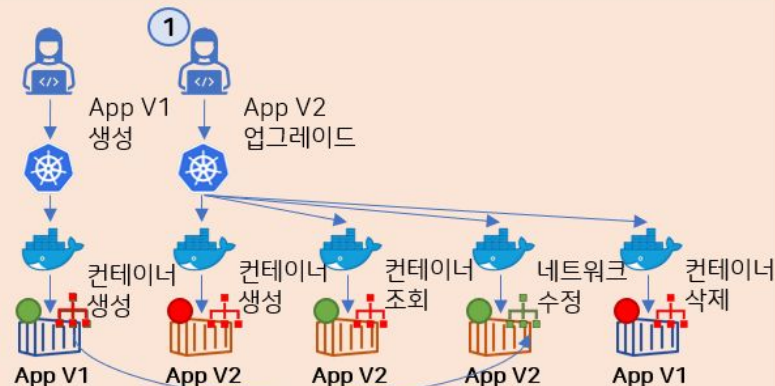 1
</>
</>
App V1
생성
App V2
업그레이드
컨테이너
생성
컨테이너
생성
컨테이너
조회
네트워크
수정
컨테이너
삭제
App V1
App V2
App V2
App V2
App V1